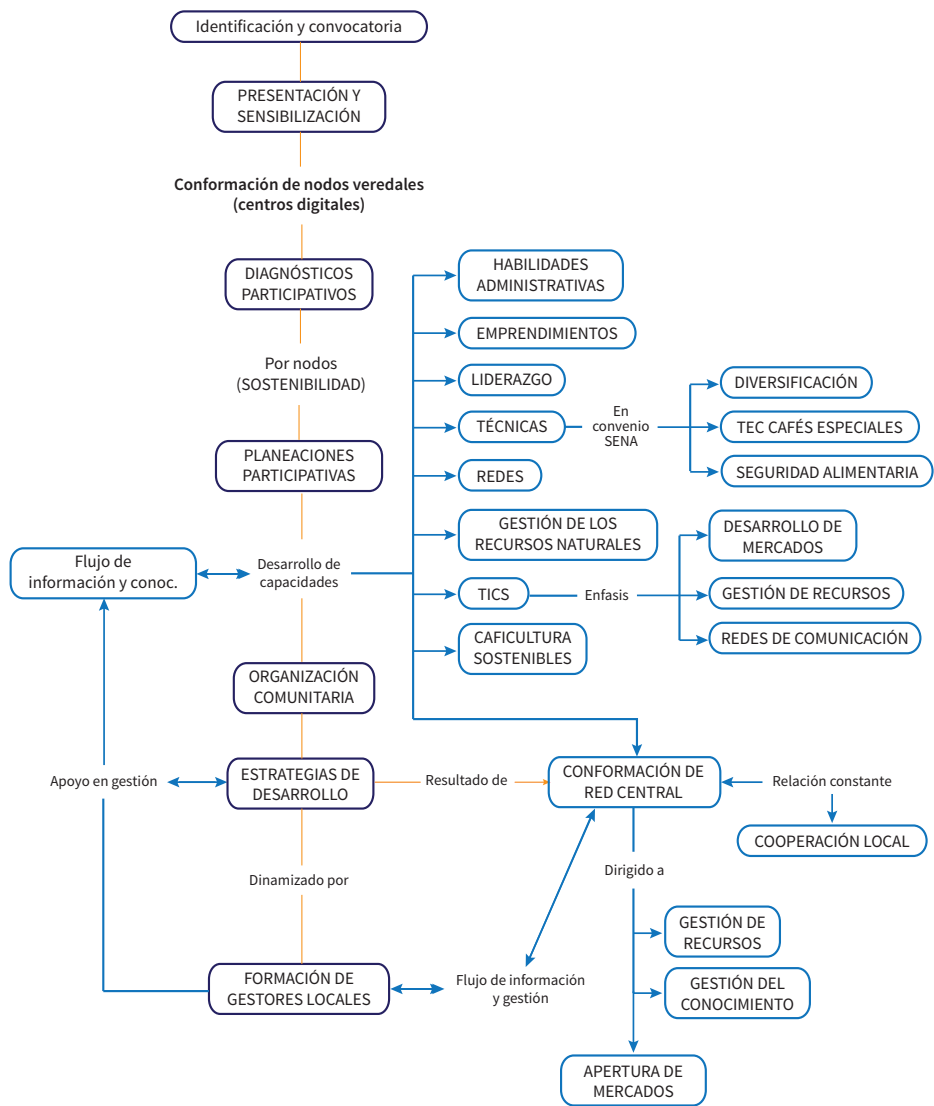 Identificación y convocatoria
PRESENTACIÓN Y
SENSIBILIZACIÓN
Conformación de nodos veredales
(centros digitales)
DIAGNÓSTICOS
PARTICIPATIVOS
Por nodos
(SOSTENIBILIDAD)
PLANEACIONES
PARTICIPATIVAS
Flujo de
información y conoc.
Desarrollo de
capacidades
HABILIDADES
ADMINISTRATIVAS
EMPRENDIMIENTOS
LIDERAZGO
TÉCNICAS
En
convenio
SENA
DIVERSIFICACIÓN
TEC CAFÉS ESPECIALES
SEGURIDAD ALIMENTARIA
REDES
GESTIÓN DE LOS
RECURSOS NATURALES
TICS
Enfasis
DESARROLLO DE
MERCADOS
GESTIÓN DE RECURSOS
REDES DE COMUNICACIÓN
CAFICULTURA
SOSTENIBLES
ORGANIZACIÓN
COMUNITARIA
Apoyo en gestión
ESTRATEGIAS DE
DESARROLLO
Resultado de
CONFORMACIÓN DE
RED CENTRAL
Relación constante
COOPERACIÓN LOCAL
Dinamizado por
Dirigido a
FORMACIÓN DE
GESTORES LOCALES
Flujo de información
y gestión
GESTIÓN DE
RECURSOS
GESTIÓN DEL
CONOCIMIENTO
APERTURA DE
MERCADOS